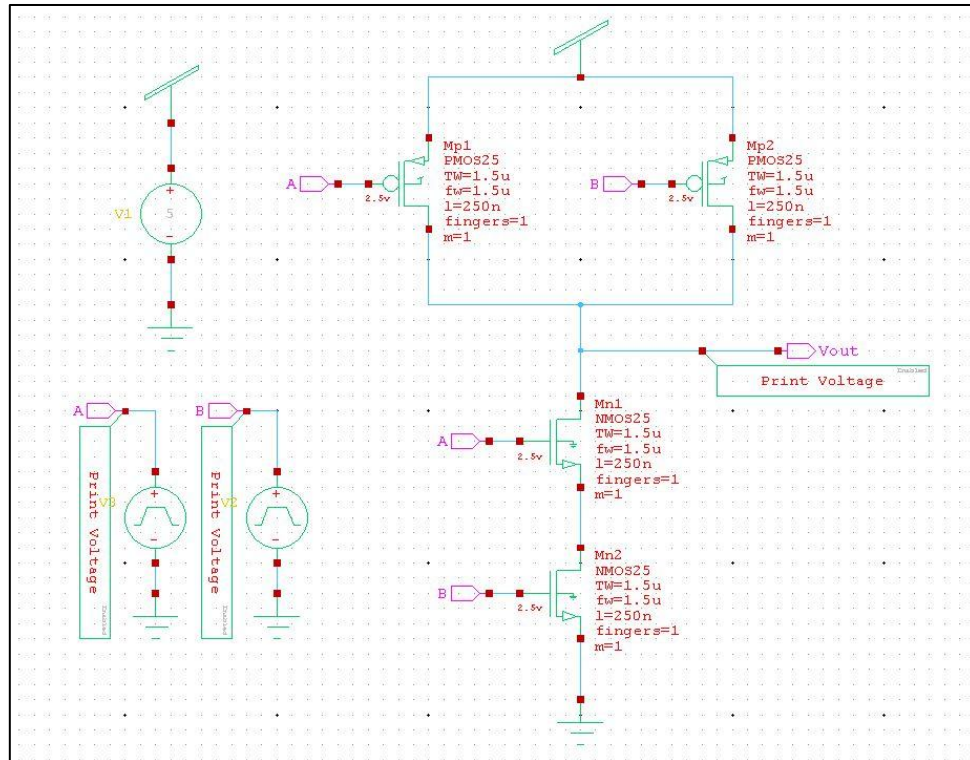 Mp1
PMOS25
TW=1.5u
fw=1.5u
l=250n
fingers=1
m=1
A
2.5v
Mp2
PMOS25
TW=1.5u
fw=1.5u
l=250n
fingers=1
m=1
B
2.5v
V1
+
5
-
Vout
Enabled
Print Voltage
A
B
Print Voltage
Enabled
V3
+
-
Print Voltage
Enabled
V2
+
-
Mn1
NMOS25
TW=1.5u
fw=1.5u
l=250n
fingers=1
m=1
A
2.5v
Mn2
NMOS25
TW=1.5u
fw=1.5u
l=250n
fingers=1
m=1
B
2.5v